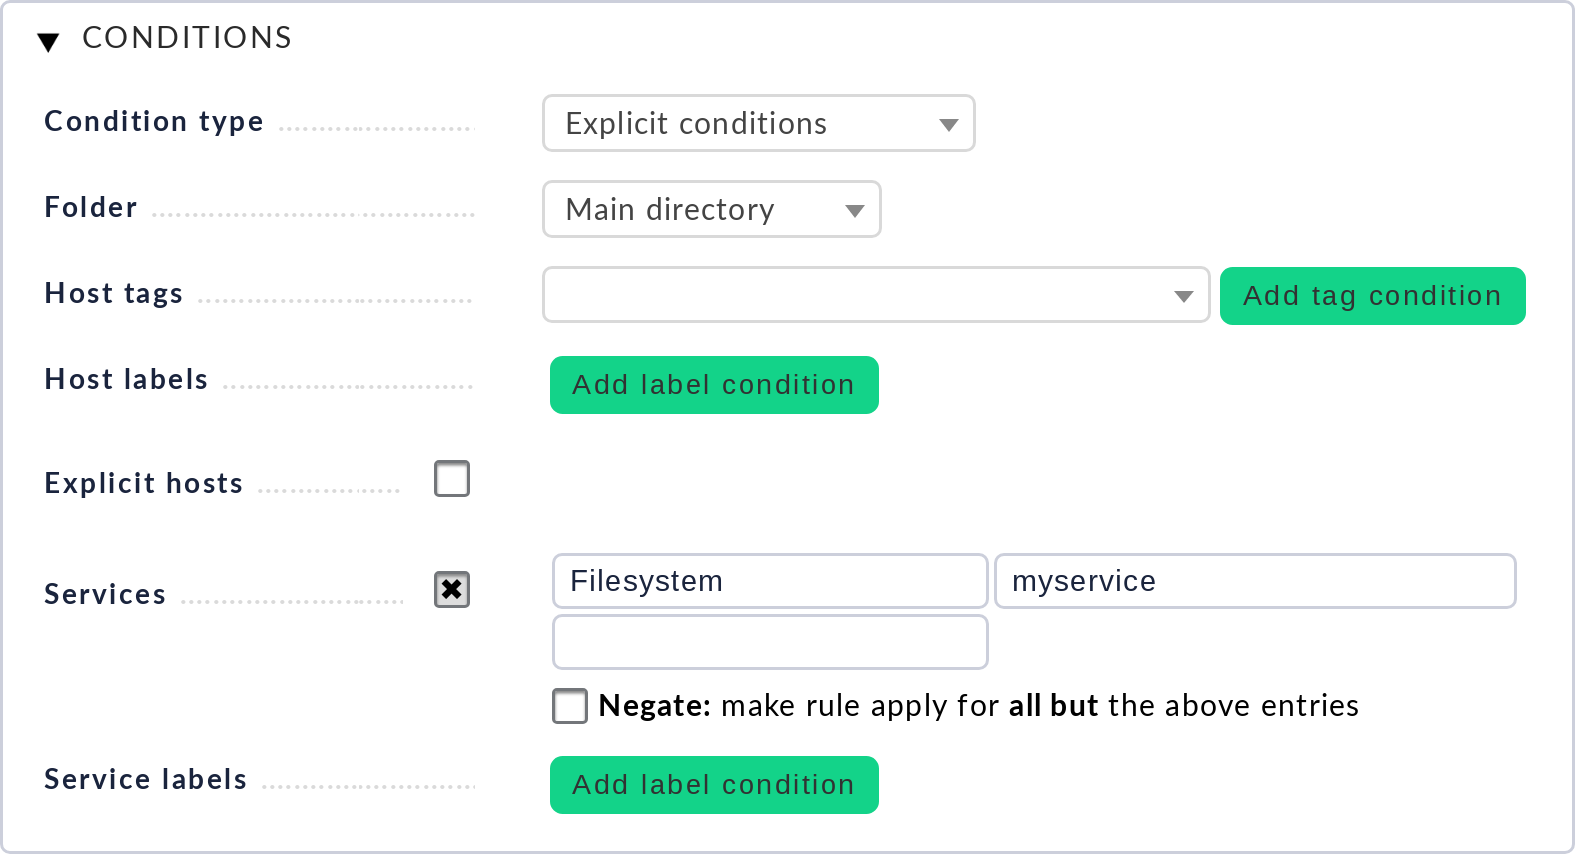 CONDITIONS
Condition type Explicit conditions
Folder Main directory
Host tags Add tag condition
Host labels Add label condition
Explicit hosts
Services Filesystem myservice
Negate: make rule apply for all but the above entries
Service labels Add label condition